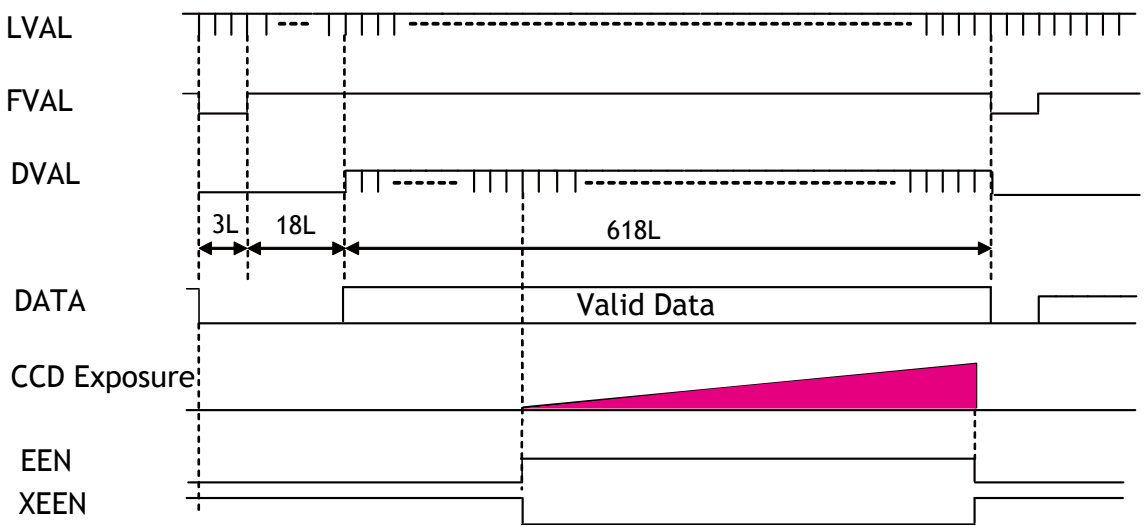 LVAL
FVAL
DVAL
3L 18L 618L
DATA Valid Data
CCD Exposure
EEN
XEEN